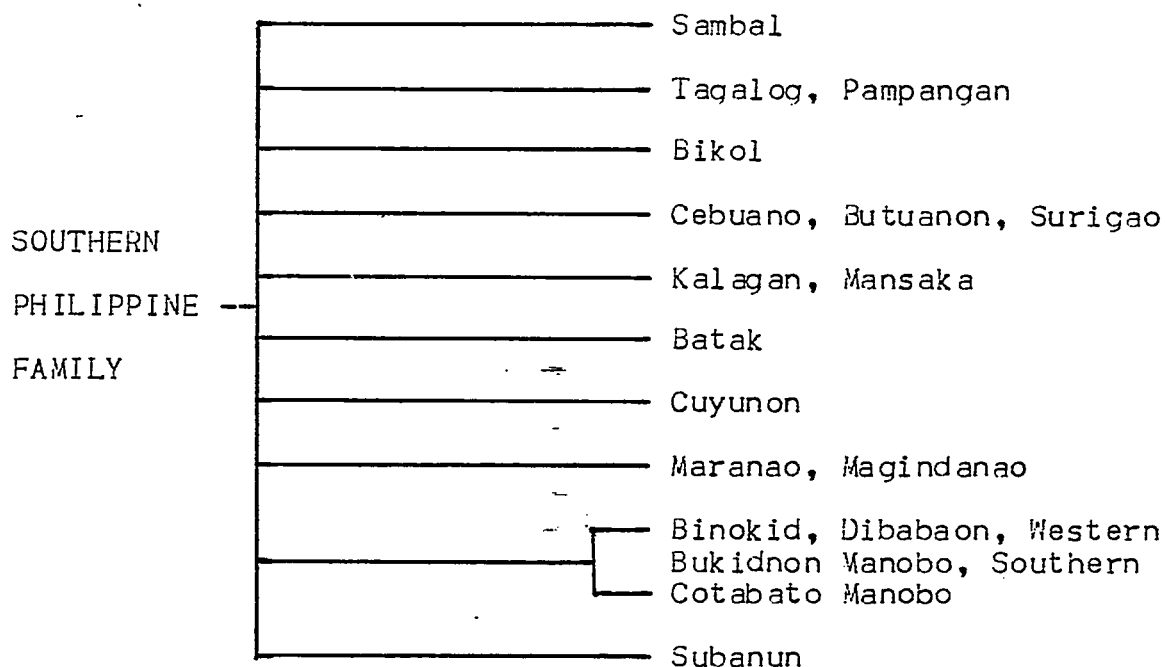 Sambal
Tagalog, Pampangan
Bikol
Cebuano, Butuanon, Surigao
SOUTHERN
PHILIPPINE
FAMILY
Kalagan, Mansaka
Batak
Cuyunon
Maranao, Magindanao
Binokid, Dibabaon, Western
Bukidnon Manobo, Southern
Cotabato Manobo
Subanun